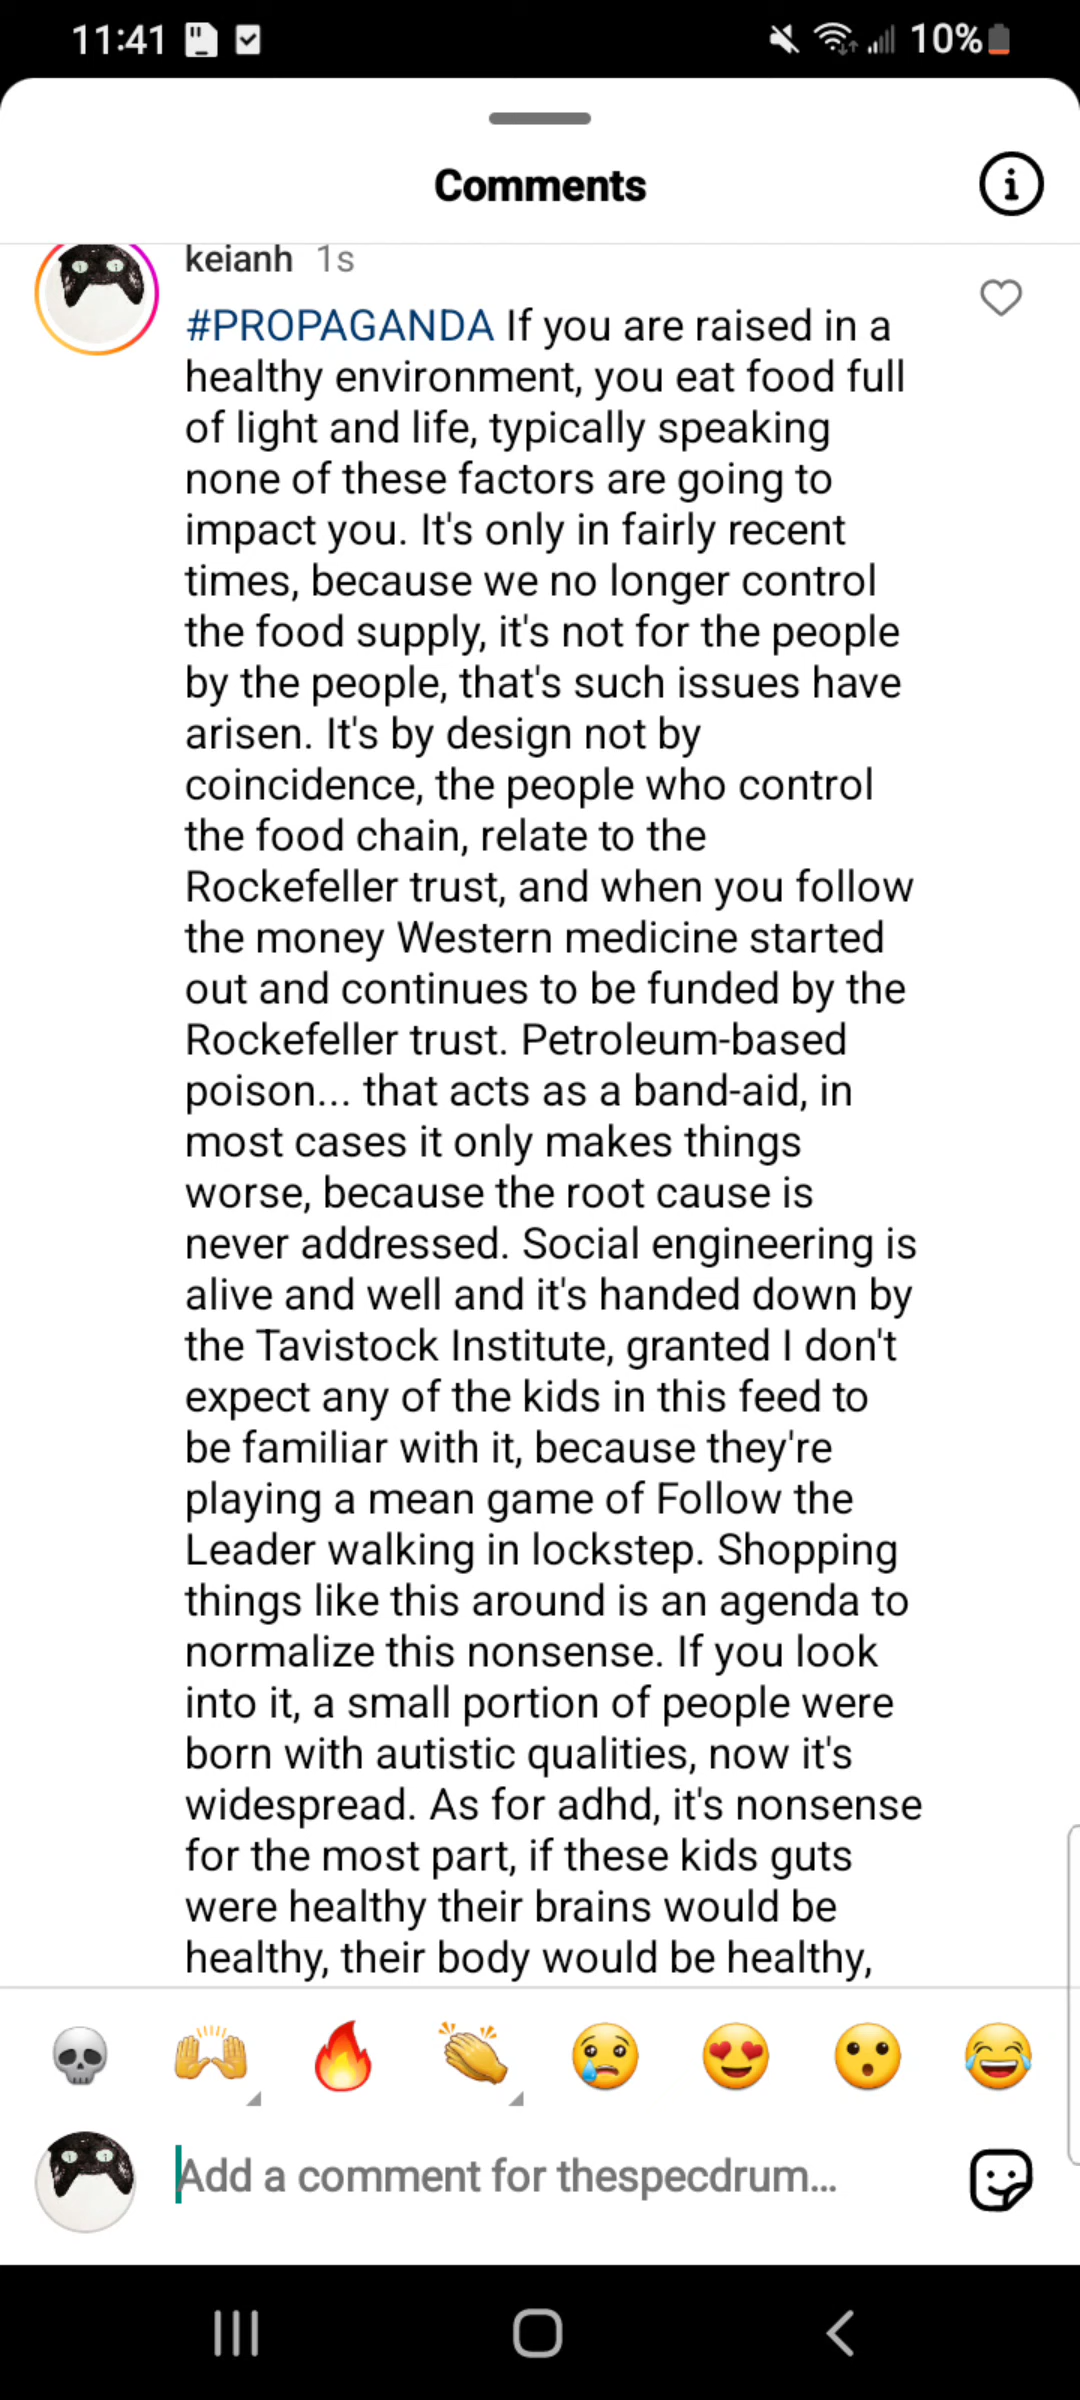 11:41
10%
Comments
keianh 1s
#PROPAGANDA If you are raised in a
healthy environment, you eat food full
of light and life, typically speaking
none of these factors are going to
impact you. It's only in fairly recent
times, because we no longer control
the food supply, it's not for the people
by the people, that's such issues have
arisen. It's by design not by
coincidence, the people who control
the food chain, relate to the
Rockefeller trust, and when you follow
the money Western medicine started
out and continues to be funded by the
Rockefeller trust. Petroleum-based
poison... that acts as a band-aid, in
most cases it only makes things
worse, because the root cause is
never addressed. Social engineering is
alive and well and it's handed down by
the Tavistock Institute, granted I don't
expect any of the kids in this feed to
be familiar with it, because they're
playing a mean game of Follow the
Leader walking in lockstep. Shopping
things like this around is an agenda to
normalize this nonsense. If you look
into it, a small portion of people were
born with autistic qualities, now it's
widespread. As for adhd, it's nonsense
for the most part, if these kids guts
were healthy their brains would be
healthy, their body would be healthy,
Add a comment for thespecdrum...